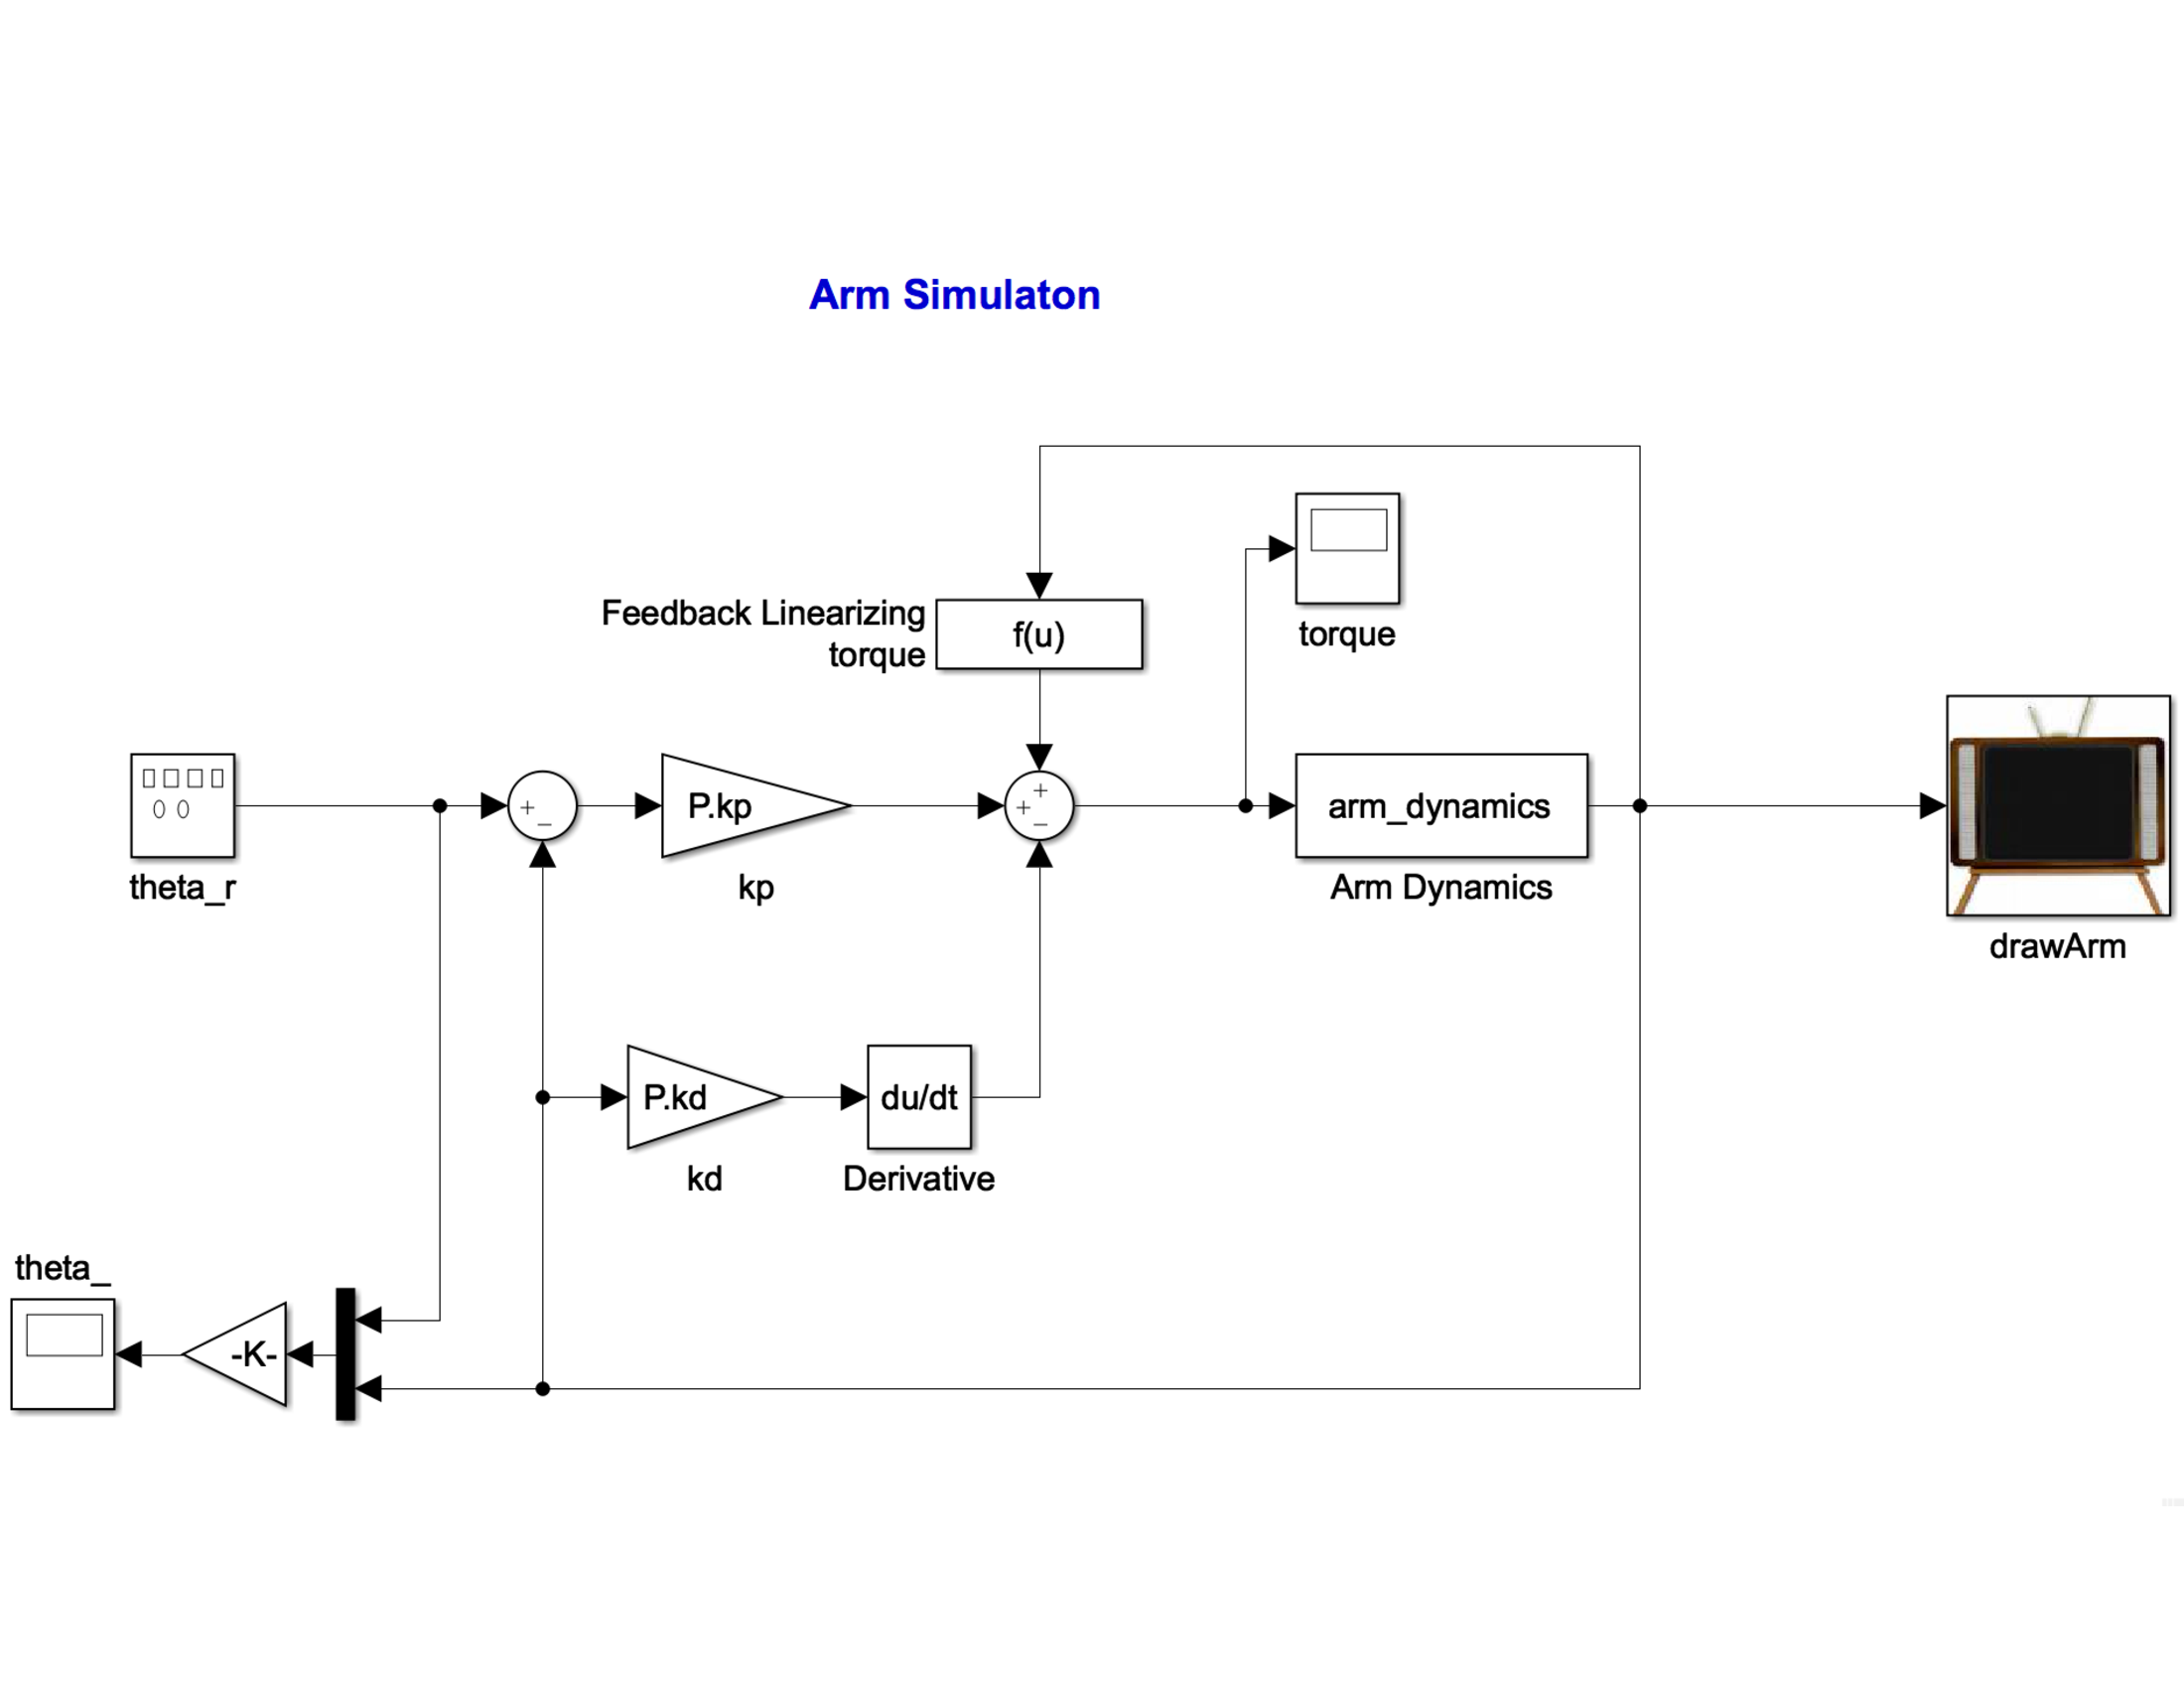 Arm Simulaton
Feedback Linearizing
torque
f(u)
torque
theta_r
+
−
P.kp
kp
+
+
−
arm_dynamics
Arm Dynamics
drawArm
P.kd
kd
du/dt
Derivative
theta_
-K-